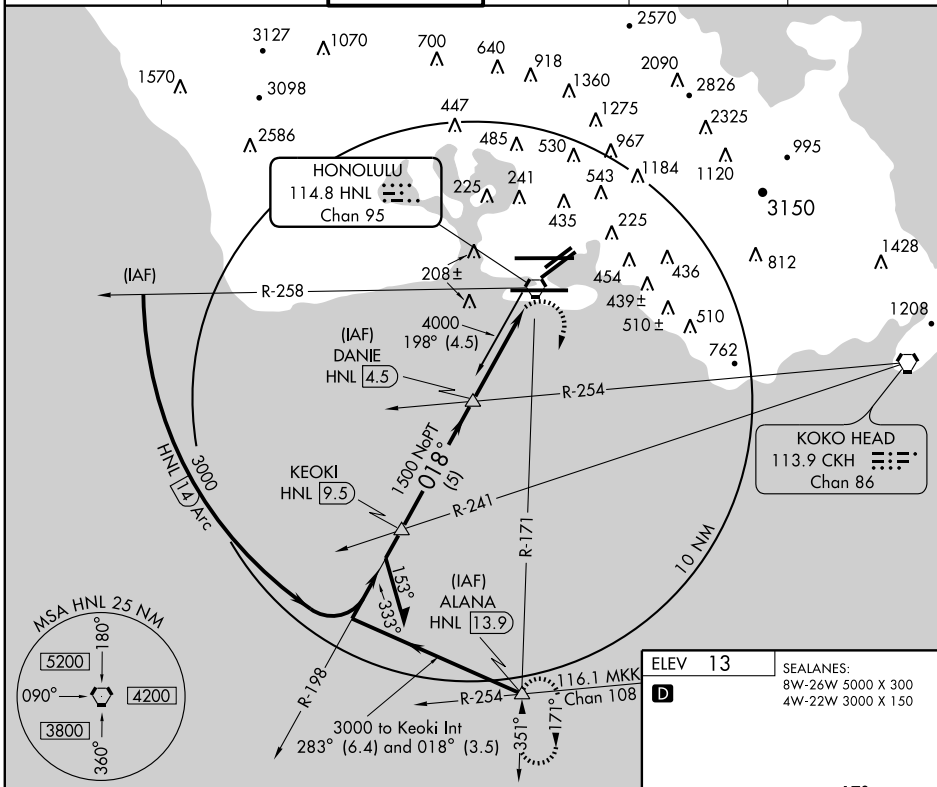 2570
3127
1070
700
640
918
2090
1570
3098
1360
2826
447
1275
2325
2586
485
530
967
995
1184
1120
HONOLULU
114.8 HNL
Chan 95
225
241
543
435
3150
225
(IAF)
R-258
208±
454
436
812
1428
439±
4000
198° (4.5)
510±
510
1208
(IAF)
DANIE
HNL 4.5
762
R-254
KOKO HEAD
113.9 CKH
Chan 86
1500 NoPT
018°
(5)
3000
HNL 14 Arc
KEOKI
HNL 9.5
R-241
R-171
10 NM
153°
333°
(IAF)
ALANA
HNL 13.9
MSA HNL 25 NM
180°
5200
090°
4200
3800
360°
R-198
R-254
116.1 MKK
Chan 108
351°
171°
3000 to Keoki Int
283° (6.4) and 018° (3.5)
ELEV 13
D
SEALANES:
8W-26W 5000 X 300
4W-22W 3000 X 150